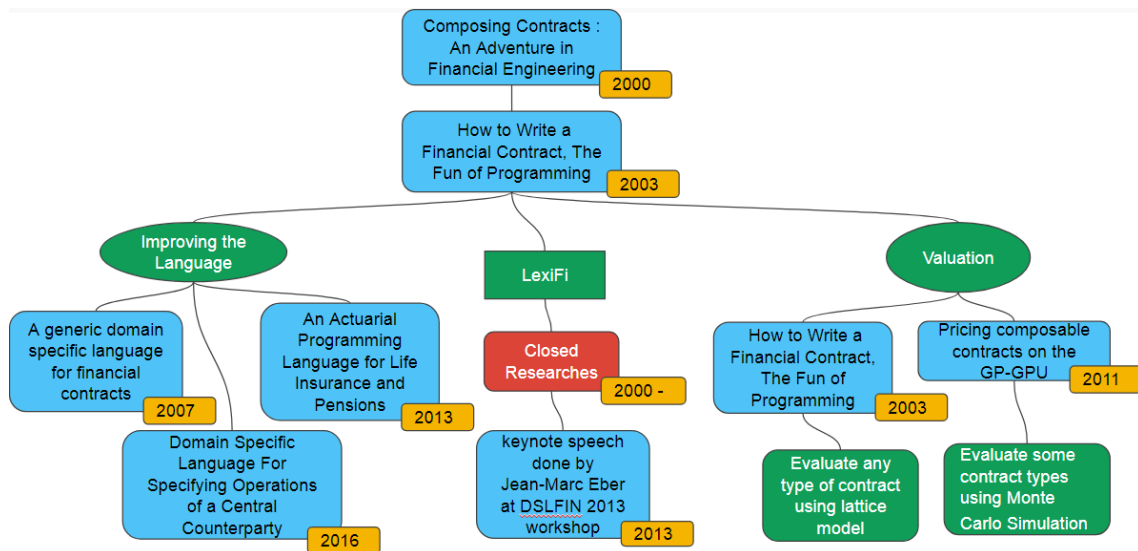 Composing Contracts :
An Adventure in
Financial Engineering
2000
How to Write a
Financial Contract, The
Fun of Programming
2003
Improving the
Language
LexiFi
Valuation
A generic domain
specific language
for financial
contracts
2007
An Actuarial
Programming
Language for Life
Insurance and
Pensions
2013
Domain Specific
Language For
Specifying Operations
of a Central
Counterparty
2016
Closed
Researches
2000 -
keynote speech
done by
Jean-Marc Eber
at DSLFIN 2013
workshop
2013
How to Write a
Financial Contract,
The Fun of
Programming
2003
Pricing composable
contracts on the
GP-GPU
2011
Evaluate any
type of contract
using lattice
model
Evaluate some
contract types
using Monte
Carlo Simulation